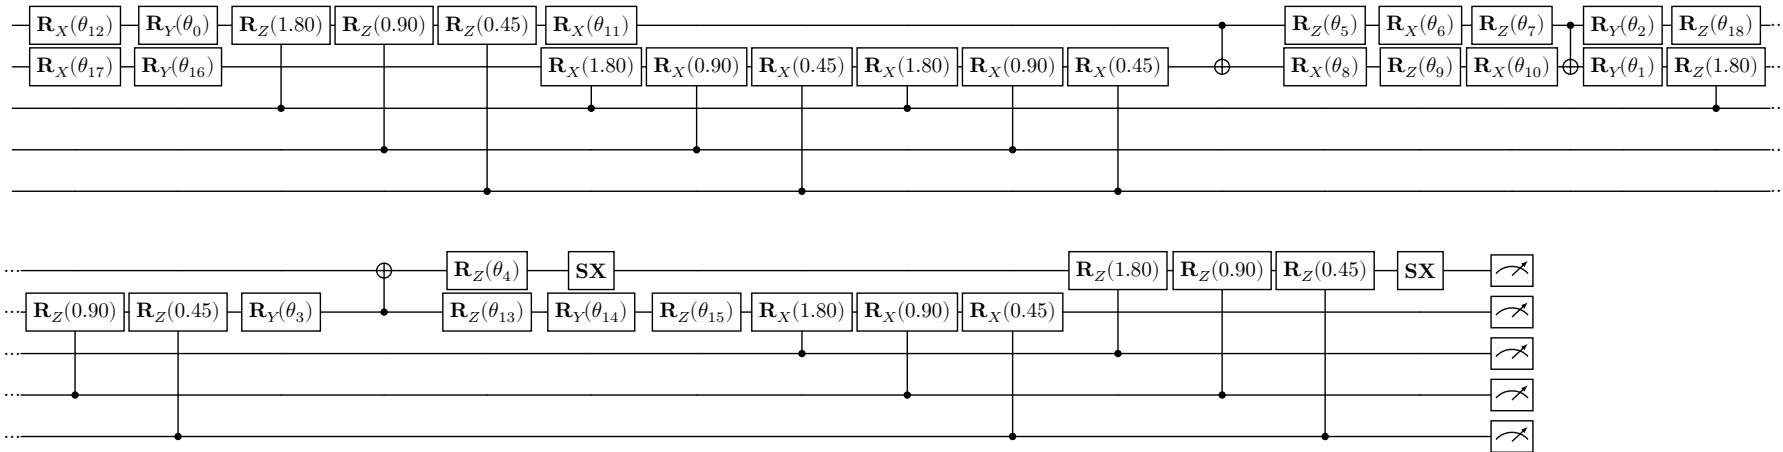 R_X(θ_12) R_Y(θ_0) R_Z(1.80) R_Z(0.90) R_Z(0.45) R_X(θ_11) R_Z(θ_5) R_X(θ_6) R_Z(θ_7) R_Y(θ_2) R_Z(θ_18) ...
R_X(θ_17) R_Y(θ_16) R_X(1.80) R_X(0.90) R_X(0.45) R_X(1.80) R_X(0.90) R_X(0.45) R_X(θ_8) R_Z(θ_9) R_X(θ_10) R_Y(θ_1) R_Z(1.80) ...
... R_Z(θ_4) SX R_Z(1.80) R_Z(0.90) R_Z(0.45) SX
... R_Z(0.90) R_Z(0.45) R_Y(θ_3) R_Z(θ_13) R_Y(θ_14) R_Z(θ_15) R_X(1.80) R_X(0.90) R_X(0.45)